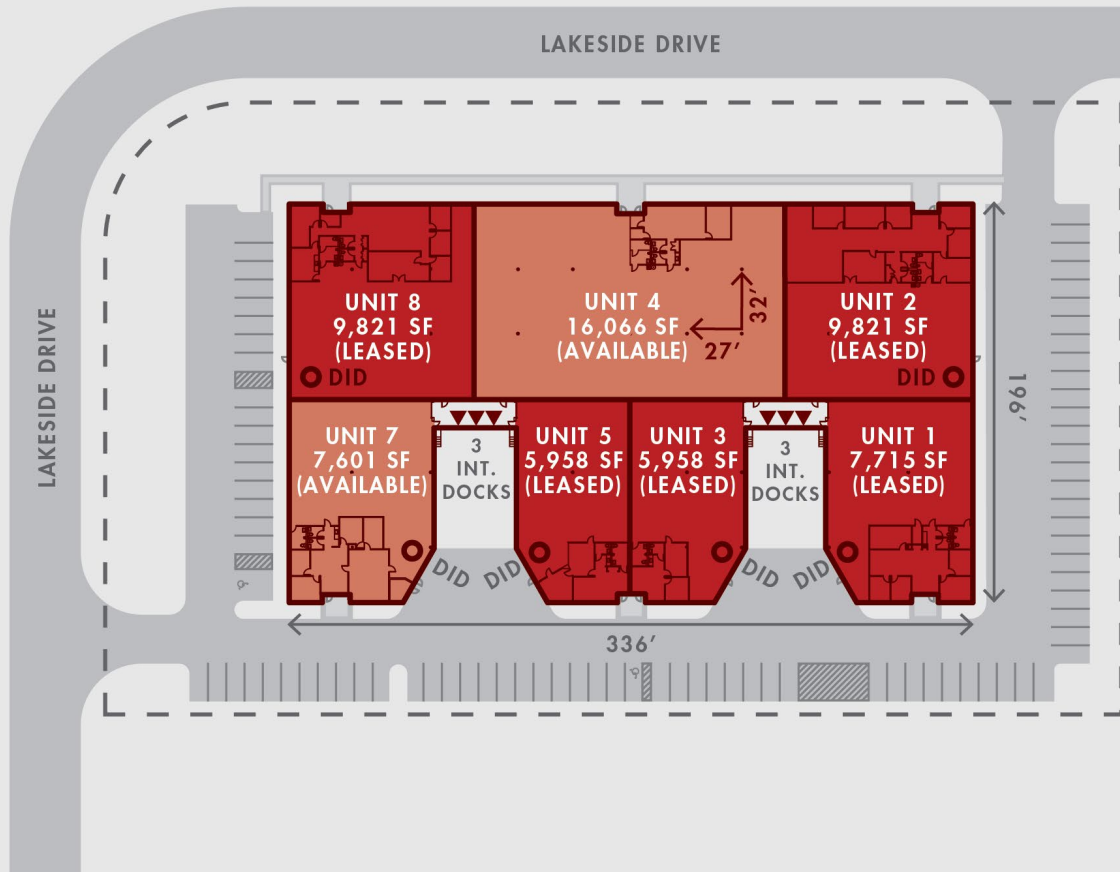 LAKESIDE DRIVE
LAKESIDE DRIVE
UNIT 8
9,821 SF
(LEASED)
DID
UNIT 4
16,066 SF
(AVAILABLE)
32'
27'
UNIT 2
9,821 SF
(LEASED)
DID
196'
UNIT 7
7,601 SF
(AVAILABLE)
3
INT.
DOCKS
UNIT 5
5,958 SF
(LEASED)
UNIT 3
5,958 SF
(LEASED)
3
INT.
DOCKS
UNIT 1
7,715 SF
(LEASED)
DID
DID
DID
DID
336'